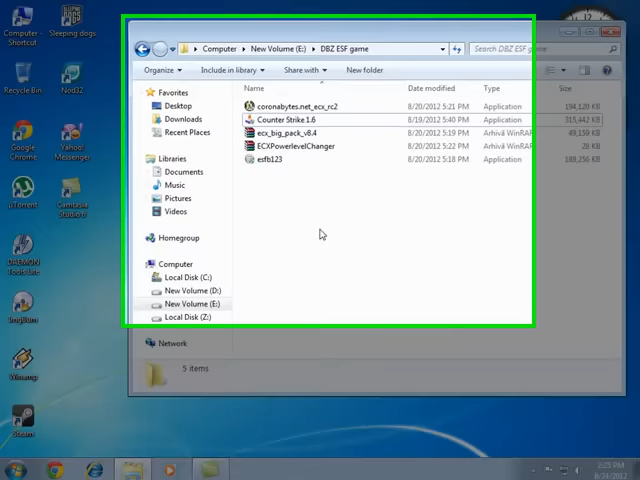 Computer - Shortcut
Sleeping dogs
Recycle Bin
Nod32
Google Chrome
Yahoo! Messenger
µTorrent
Camtasia Studio 8
DAEMON Tools Lite
ImgBurn
Winamp
Steam
Computer
New Volume (E:)
DBZ ESF game
Search DBZ ESF game
Organize
Include in library
Share with
New folder
Favorites
Desktop
Downloads
Recent Places
Libraries
Documents
Music
Pictures
Videos
Homegroup
Computer
Local Disk (C:)
New Volume (D:)
New Volume (E:)
Local Disk (Z:)
Network
Name Date modified Type Size
coronabytes.net_ecx_rc2 8/20/2012 5:21 PM Application 194,120 KB
Counter Strike 1.6 8/19/2012 5:40 PM Application 315,442 KB
ecx_big_pack_v8.4 8/20/2012 5:19 PM Arhivă WinRAR 49,159 KB
ECXPowerlevelChanger 8/20/2012 5:22 PM Arhivă WinRAR 28 KB
esfb123 8/20/2012 5:18 PM Application 189,256 KB
5 items
8/21/2012